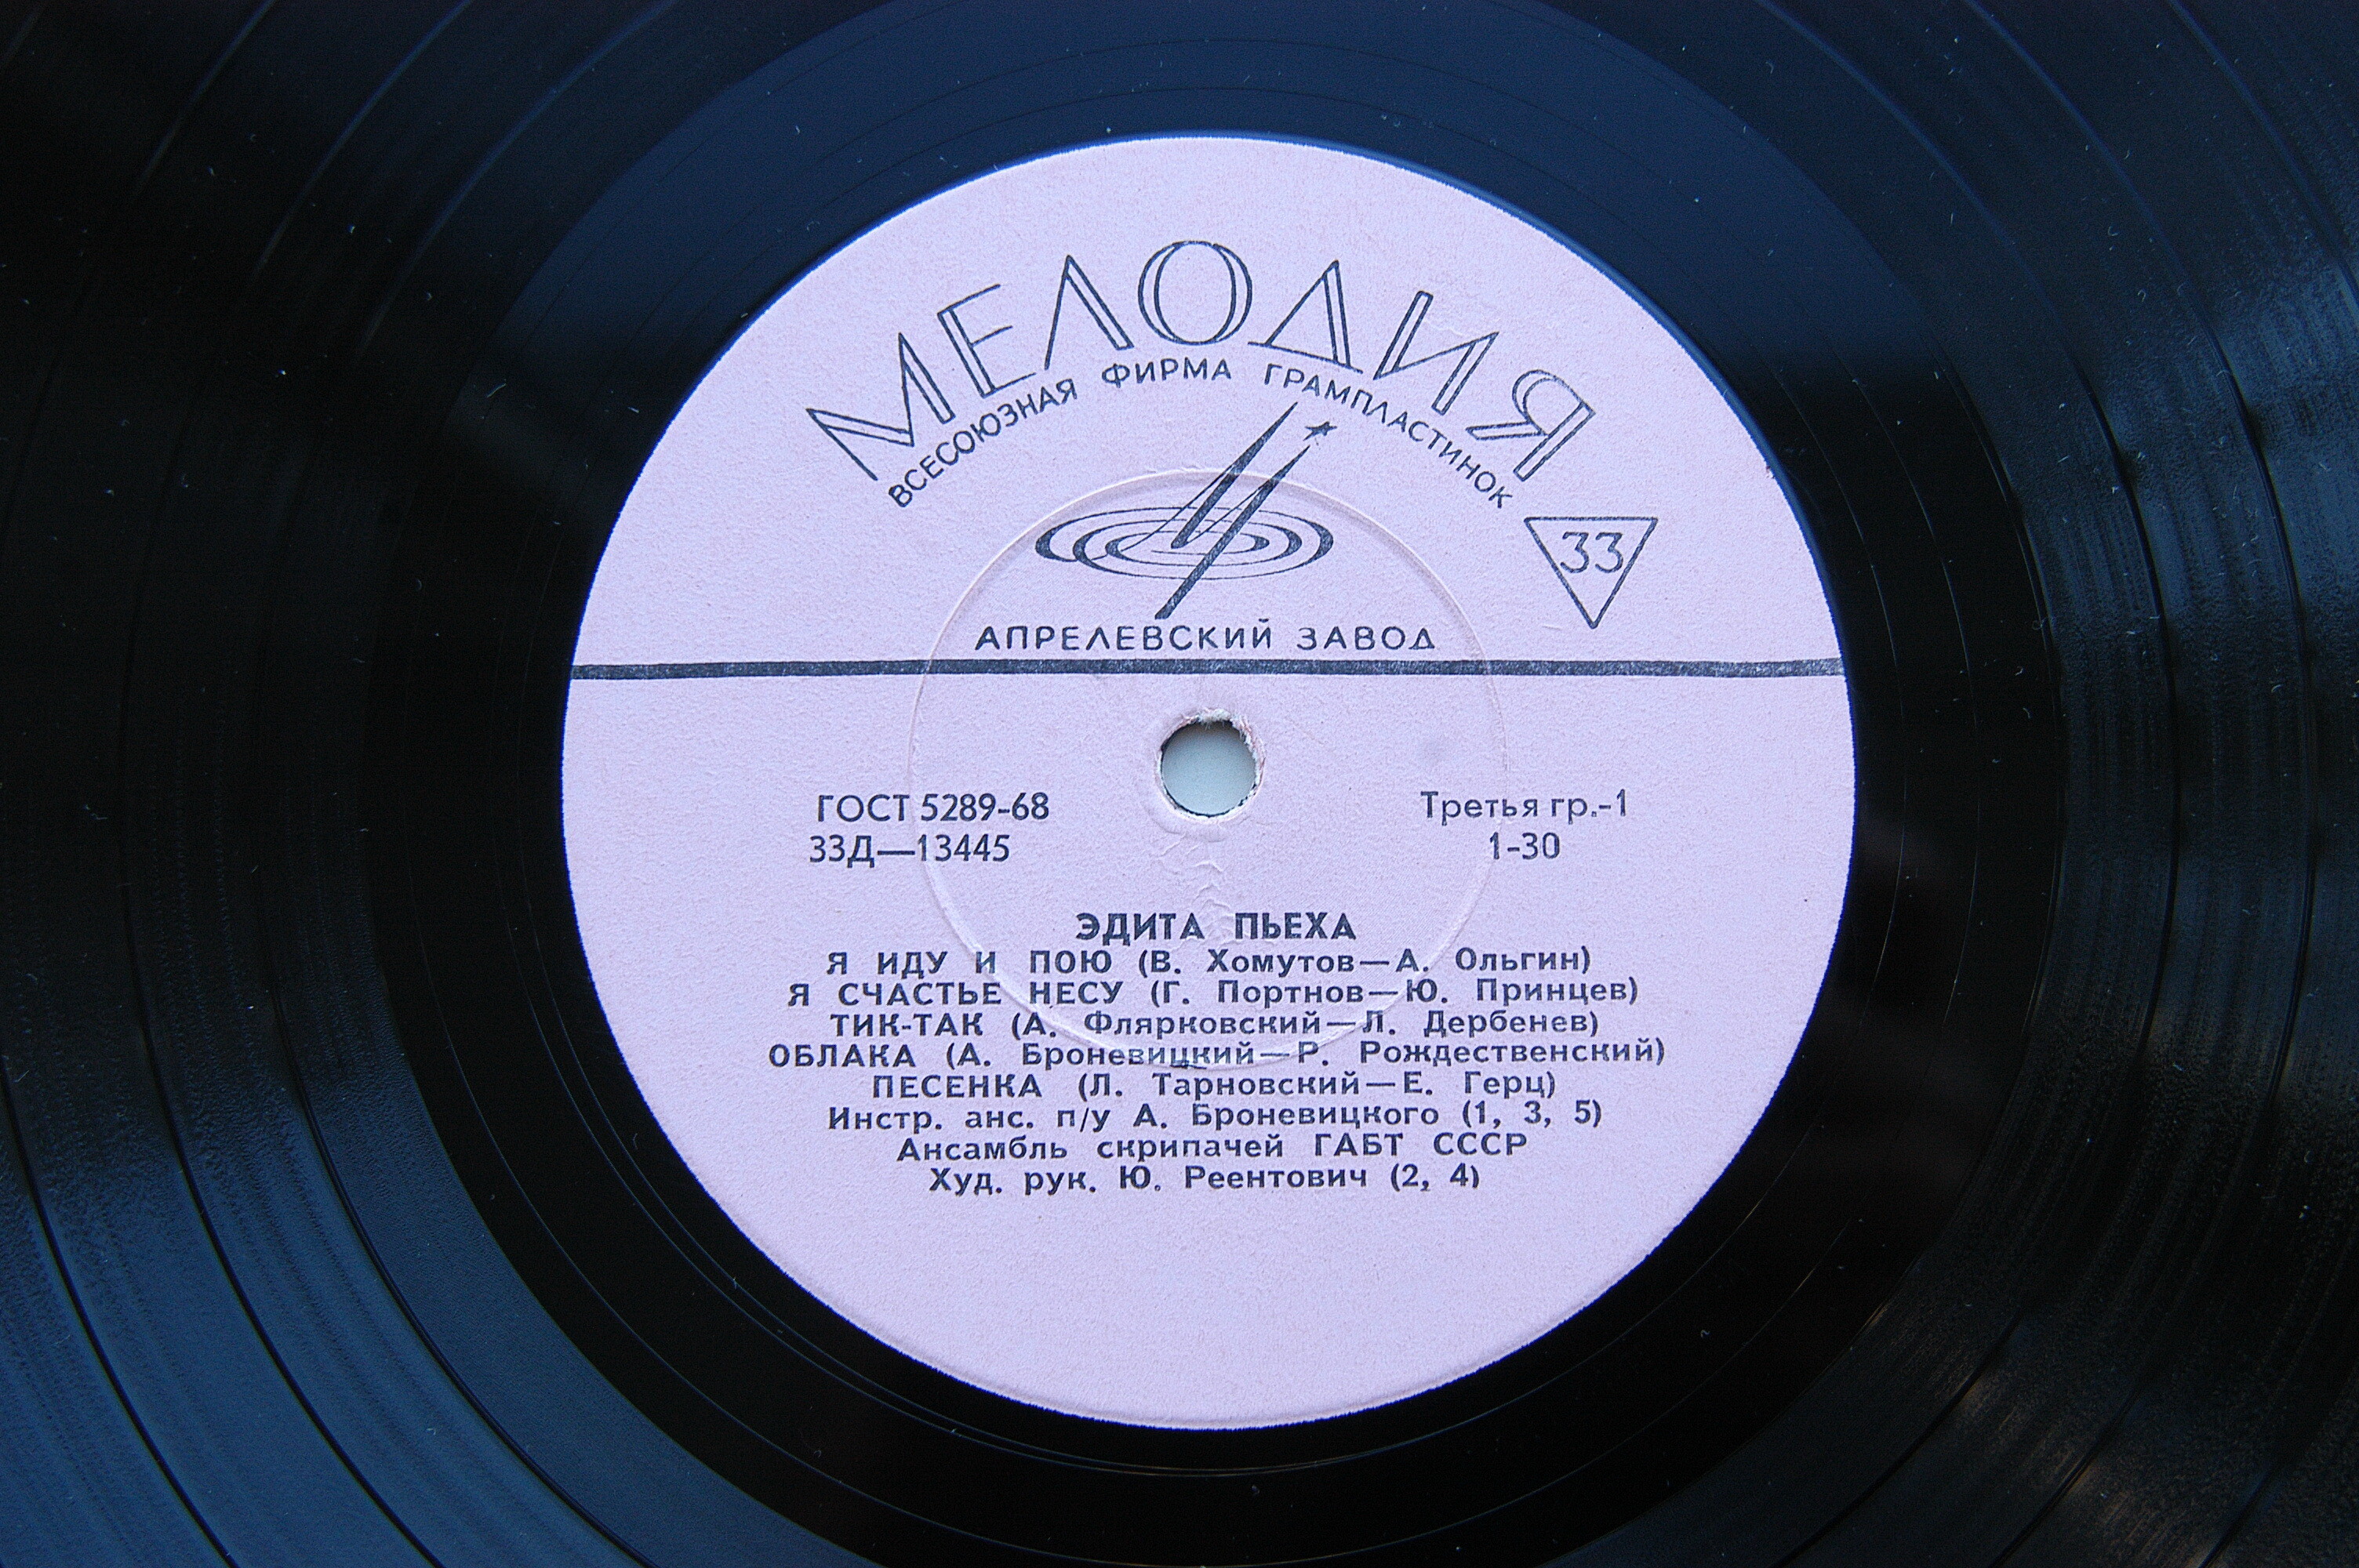 МЕЛОДИЯ
ВСЕСОЮЗНАЯ ФИРМА ГРАМПЛАСТИНОК
33
АПРЕЛЕВСКИЙ ЗАВОД
ГОСТ 5289-68
33Д—13445
Третья гр.-1
1-30
ЭДИТА ПЬЕХА
Я ИДУ И ПОЮ (В. Хомутов—А. Ольгин)
Я СЧАСТЬЕ НЕСУ (Г. Портнов—Ю. Принцев)
ТИК-ТАК (А. Флярковский—Л. Дербенев)
ОБЛАКА (А. Броневицкий—Р. Рождественский)
ПЕСЕНКА (Л. Тарновский—Е. Герц)
Инстр. анс. п/у А. Броневицкого (1, 3, 5)
Ансамбль скрипачей ГАБТ СССР
Худ. рук. Ю. Реентович (2, 4)